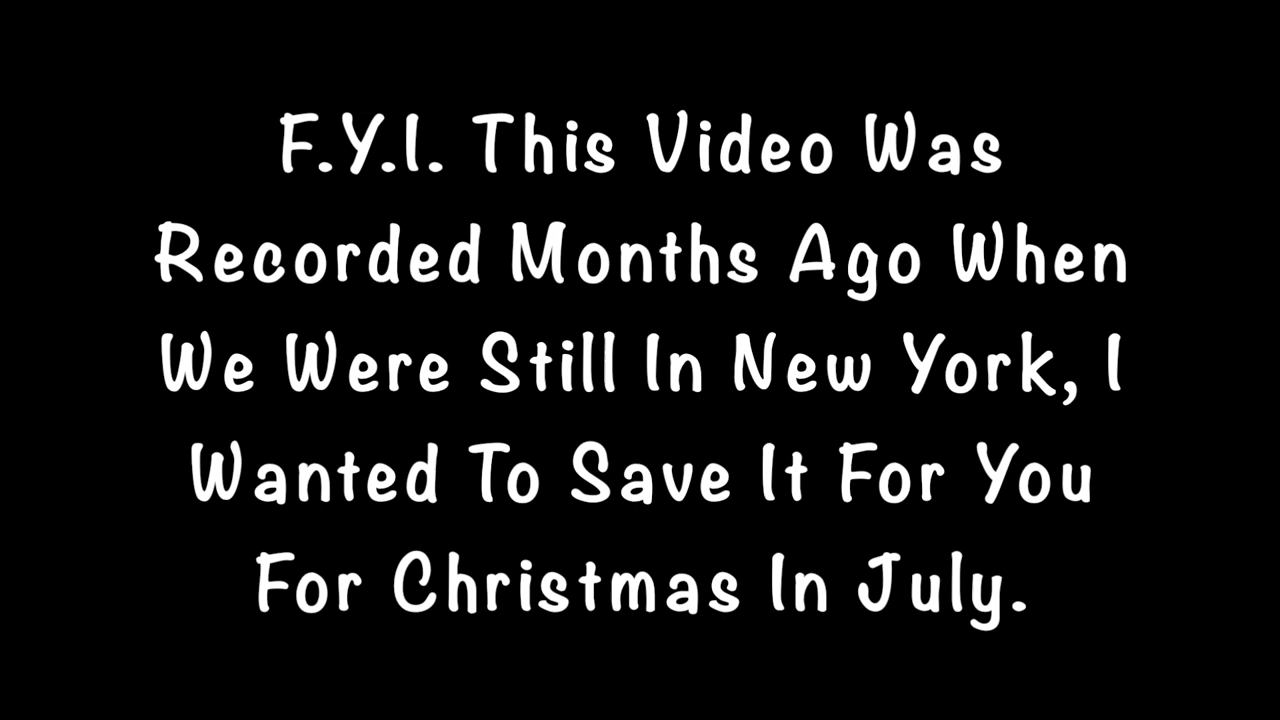 F.Y.I. This Video Was
Recorded Months Ago When
We Were Still In New York, I
Wanted To Save It For You
For Christmas In July.